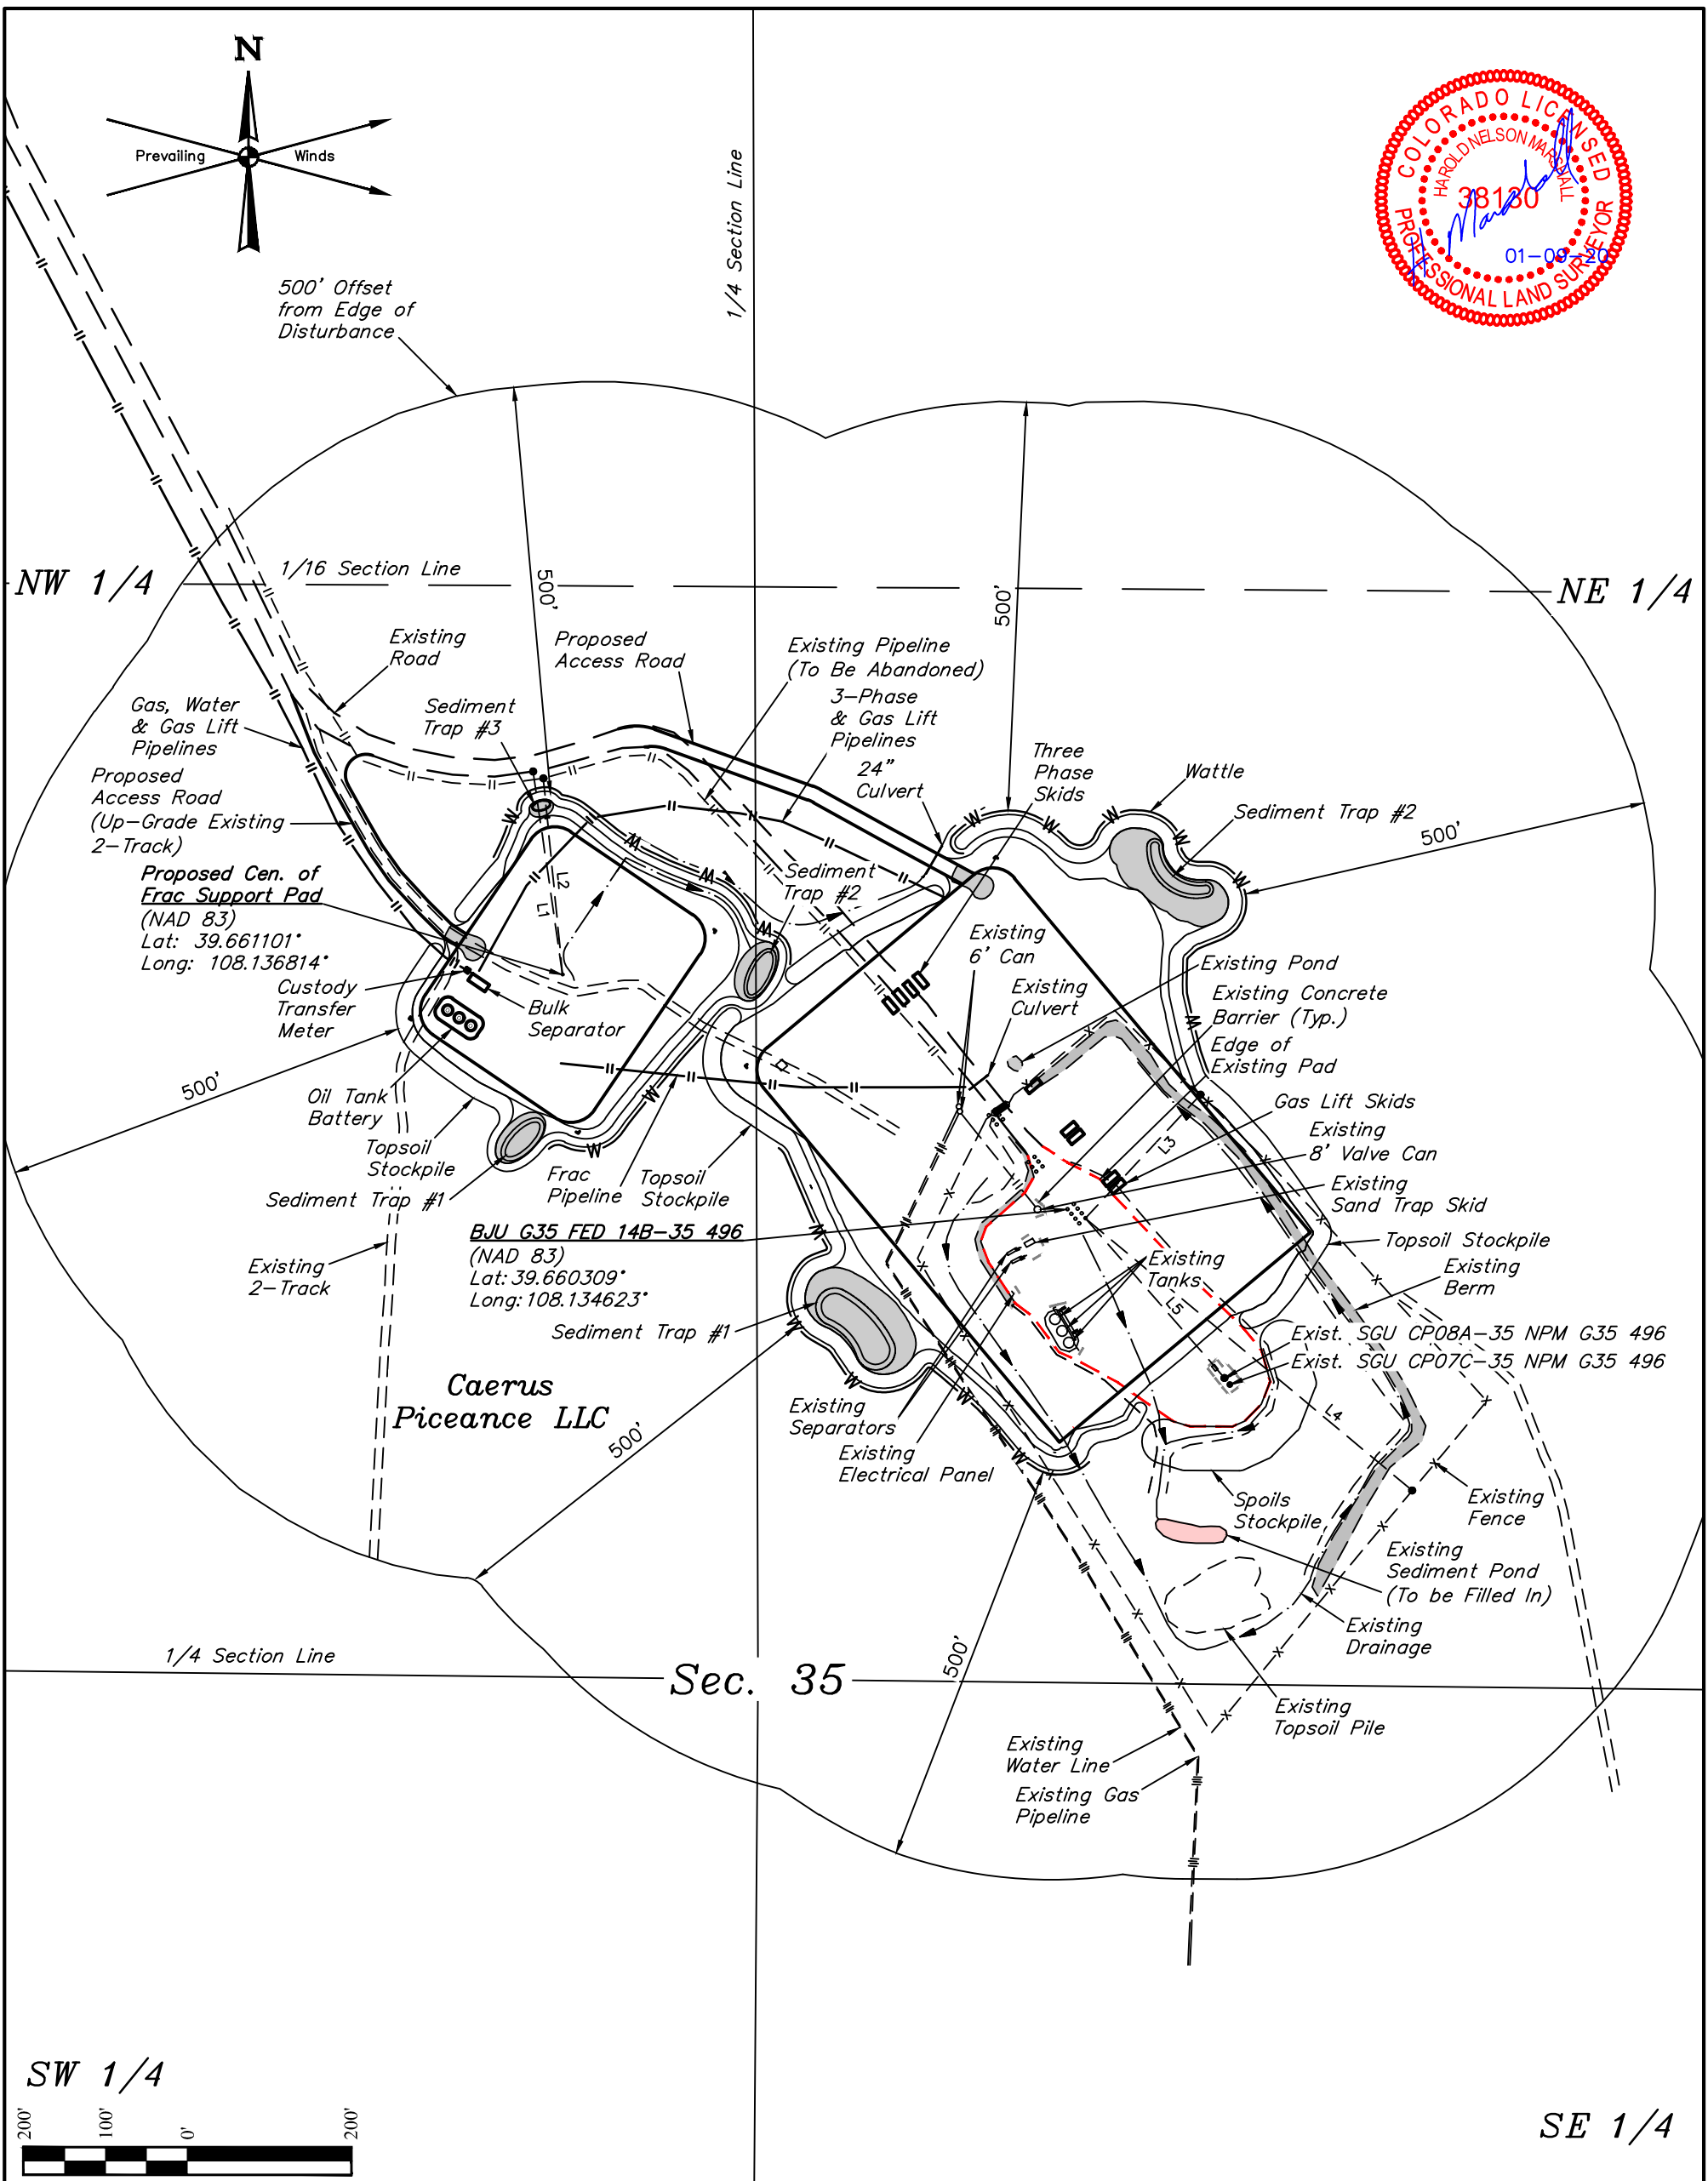 N
Prevailing
Winds
COLORADO LICENSED
HAROLD NELSON MARSHALL
38130
01-09-20
PROFESSIONAL LAND SURVEYOR
1/4 Section Line
500' Offset
from Edge of
Disturbance
NW 1/4
1/16 Section Line
NE 1/4
500'
500'
Existing
Road
Proposed
Access Road
Existing Pipeline
(To Be Abandoned)
3-Phase
& Gas Lift
Pipelines
Gas, Water
& Gas Lift
Pipelines
Sediment
Trap #3
24"
Culvert
Three
Phase
Skids
Wattle
Sediment Trap #2
500'
Proposed
Access Road
(Up-Grade Existing
2-Track)
Proposed Cen. of
Frac Support Pad
(NAD 83)
Lat: 39.661101°
Long: 108.136814°
L2
L1
Sediment
Trap #2
Existing
6' Can
Existing
Culvert
Existing Pond
Existing Concrete
Barrier (Typ.)
Edge of
Existing Pad
Custody
Transfer
Meter
Bulk
Separator
500'
Oil Tank
Battery
Topsoil
Stockpile
Sediment Trap #1
Frac
Pipeline
Topsoil
Stockpile
Gas Lift Skids
L3
Existing
8' Valve Can
Existing
Sand Trap Skid
BJU G35 FED 14B-35 496
(NAD 83)
Lat: 39.660309°
Long: 108.134623°
Existing
2-Track
Topsoil Stockpile
Existing
Tanks
Existing
Berm
L5
Sediment Trap #1
Exist. SGU CP08A-35 NPM G35 496
Exist. SGU CP07C-35 NPM G35 496
Caerus
Piceance LLC
500'
Existing
Separators
Existing
Electrical Panel
L4
Spoils
Stockpile
Existing
Fence
Existing
Sediment Pond
(To be Filled In)
Existing
Drainage
1/4 Section Line
Sec. 35
500'
Existing
Topsoil Pile
Existing
Water Line
Existing Gas
Pipeline
SW 1/4
SE 1/4
200'
100'
0'
200'